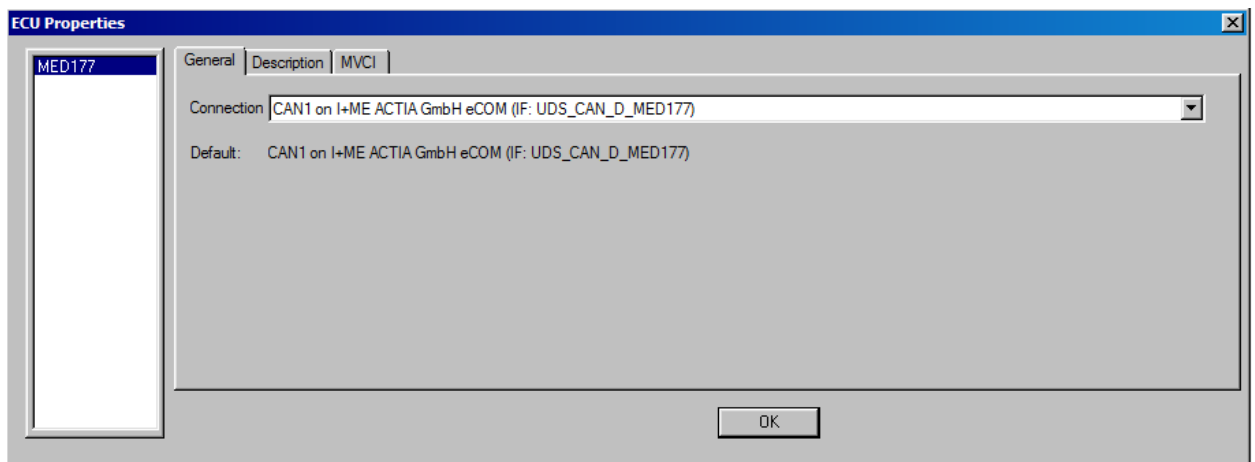 ECU Properties
MED177
General Description MVCI
Connection CAN1 on I+ME ACTIA GmbH eCOM (IF: UDS_CAN_D_MED177)
Default: CAN1 on I+ME ACTIA GmbH eCOM (IF: UDS_CAN_D_MED177)
OK